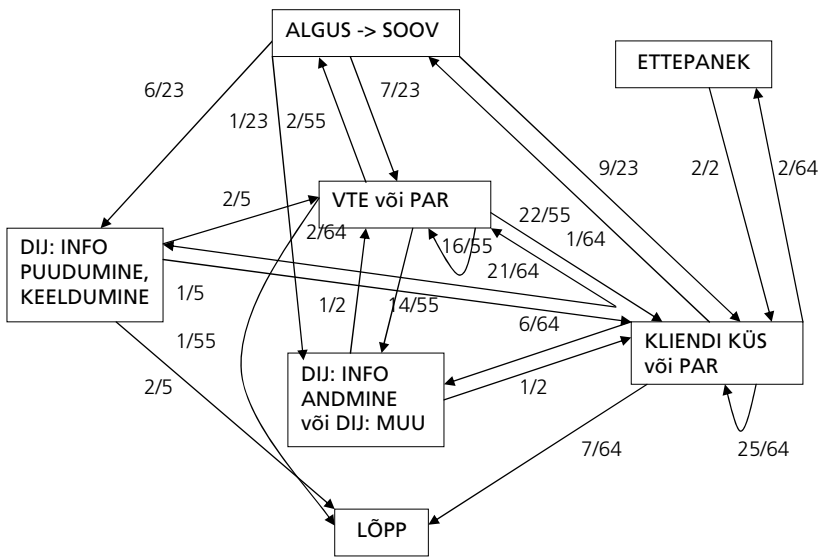 ALGUS -> SOOV
ETTEPANEK
6/23
7/23
1/23
2/55
9/23
2/2
2/64
2/5
VTE või PAR
22/55
DIJ: INFO
PUUDUMINE,
KEELDUMINE
2/64
16/55
1/64
21/64
1/5
1/2
14/55
6/64
1/55
KLIENDI KÜS
või PAR
DIJ: INFO
ANDMINE
või DIJ: MUU
2/5
1/2
7/64
25/64
LÕPP